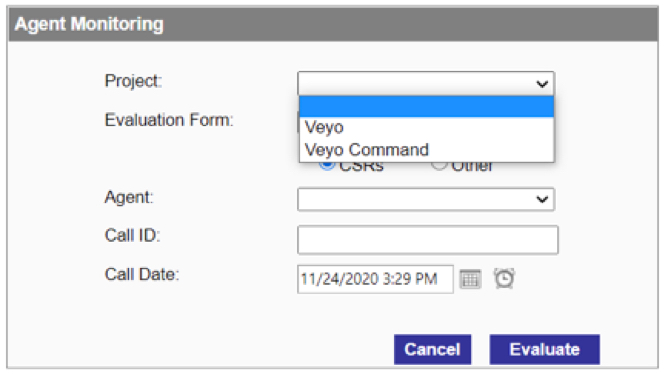 Agent Monitoring
Project:
Evaluation Form:
Veyo
Veyo Command
CSRs Other
Agent:
Call ID:
Call Date: 11/24/2020 3:29 PM
Cancel Evaluate